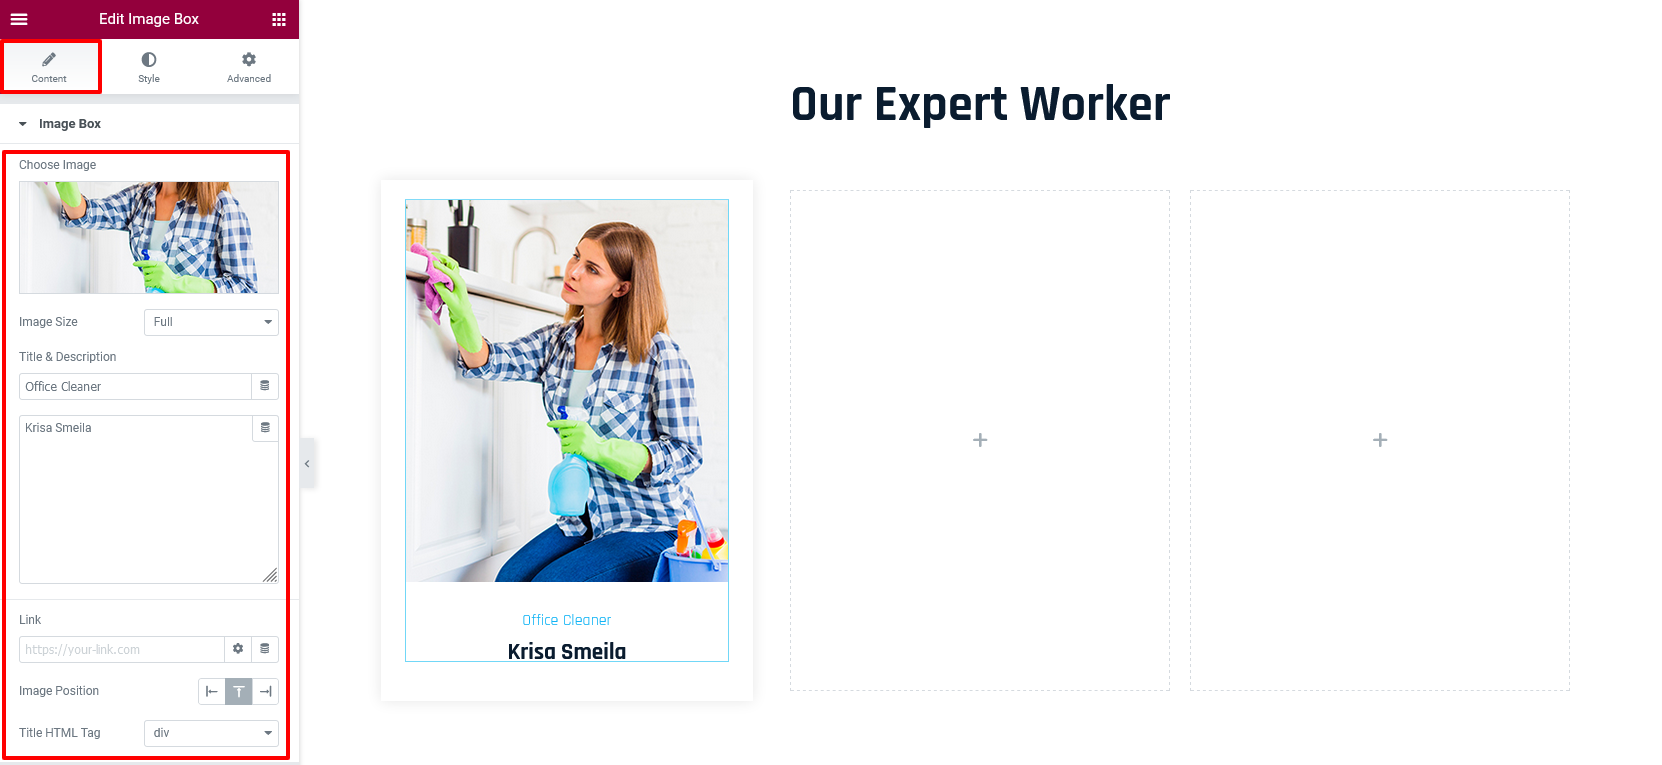 Edit Image Box
Content
Style
Advanced
Image Box
Choose Image
Image Size
Full
Title & Description
Office Cleaner
Krisa Smeila
Link
https://your-link.com
Image Position
Title HTML Tag
div
Our Expert Worker
Office Cleaner
Krisa Smeila